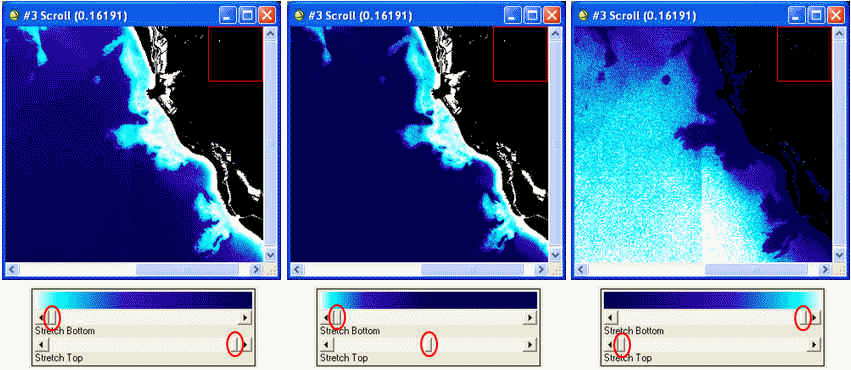 #3 Scroll (0.16191)
#3 Scroll (0.16191)
#3 Scroll (0.16191)
Stretch Bottom
Stretch Top
Stretch Bottom
Stretch Top
Stretch Bottom
Stretch Top